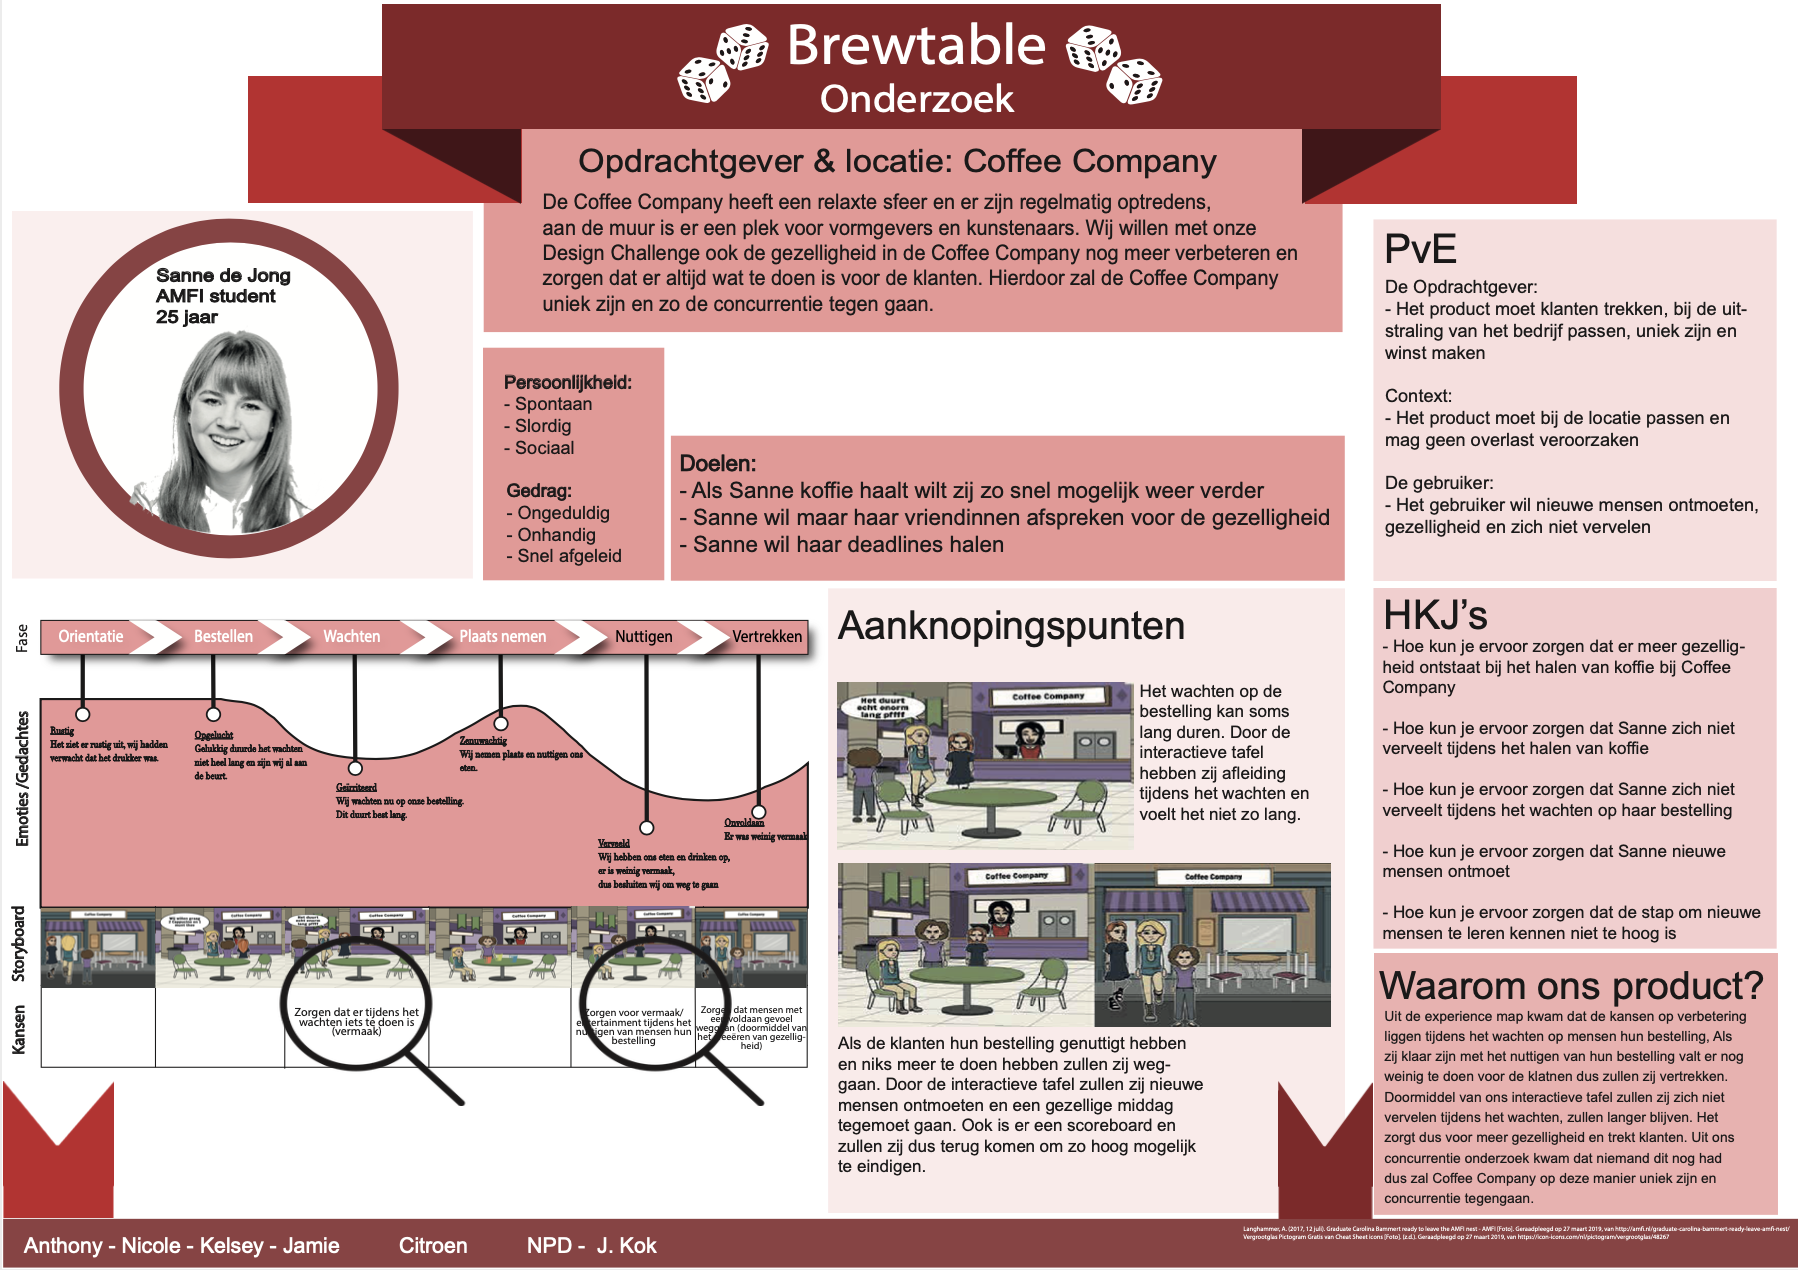 Brewtable
Onderzoek
Opdrachtgever & locatie: Coffee Company
De Coffee Company heeft een relaxte sfeer en er zijn regelmatig optredens,
aan de muur is er een plek voor vormgevers en kunstenaars. Wij willen met onze
Design Challenge ook de gezelligheid in de Coffee Company nog meer verbeteren en
zorgen dat er altijd wat te doen is voor de klanten. Hierdoor zal de Coffee Company
uniek zijn en zo de concurrentie tegen gaan.
Sanne de Jong
AMFI student
25 jaar
Persoonlijkheid:
- Spontaan
- Slordig
- Sociaal
Gedrag:
- Ongeduldig
- Onhandig
- Snel afgeleid
Doelen:
- Als Sanne koffie haalt wilt zij zo snel mogelijk weer verder
- Sanne wil maar haar vriendinnen afspreken voor de gezelligheid
- Sanne wil haar deadlines halen
PvE
De Opdrachtgever:
- Het product moet klanten trekken, bij de uit-
straling van het bedrijf passen, uniek zijn en
winst maken
Context:
- Het product moet bij de locatie passen en
mag geen overlast veroorzaken
De gebruiker:
- Het gebruiker wil nieuwe mensen ontmoeten,
gezelligheid en zich niet vervelen
Fase
Orientatie
Bestellen
Wachten
Plaats nemen
Nuttigen
Vertrekken
Emoties /Gedachtes
Rustig
Het ziet er rustig uit, wij hadden
verwacht dat het drukker was.
Opgelucht
Gelukkig duurde het wachten
niet heel lang en zijn wij al aan
de beurt.
Geïrriteerd
Wij wachten nu op onze bestelling.
Dit duurt best lang.
Zenuwachtig
Wij nemen plaats en nuttigen ons
eten.
Verveeld
Wij hebben ons eten en drinken op,
er is weinig vermaak,
dus besluiten wij om weg te gaan
Onvoldaan
Er was weinig vermaak
Storyboard
Coffee Company
Coffee Company
Coffee Company
Coffee Company
Coffee Company
Coffee Company
Kansen
Zorgen dat er tijdens het
wachten iets te doen is
(vermaak)
Zorgen voor vermaak/
entertainment tijdens het
nuttigen van mensen hun
bestelling
Zorgen dat mensen met
een voldaan gevoel
weggaan (doormiddel van
het creeëren van gezellig-
heid)
Aanknopingspunten
Het duurt
echt enorm
lang pffff
Coffee Company
Het wachten op de
bestelling kan soms
lang duren. Door de
interactieve tafel
hebben zij afleiding
tijdens het wachten en
voelt het niet zo lang.
Coffee Company
Coffee Company
Als de klanten hun bestelling genuttigt hebben
en niks meer te doen hebben zullen zij weg-
gaan. Door de interactieve tafel zullen zij nieuwe
mensen ontmoeten en een gezellige middag
tegemoet gaan. Ook is er een scoreboard en
zullen zij dus terug komen om zo hoog mogelijk
te eindigen.
HKJ's
- Hoe kun je ervoor zorgen dat er meer gezellig-
heid ontstaat bij het halen van koffie bij Coffee
Company
- Hoe kun je ervoor zorgen dat Sanne zich niet
verveelt tijdens het halen van koffie
- Hoe kun je ervoor zorgen dat Sanne zich niet
verveelt tijdens het wachten op haar bestelling
- Hoe kun je ervoor zorgen dat Sanne nieuwe
mensen ontmoet
- Hoe kun je ervoor zorgen dat de stap om nieuwe
mensen te leren kennen niet te hoog is
Waarom ons product?
Uit de experience map kwam dat de kansen op verbetering
liggen tijdens het wachten op mensen hun bestelling, Als
zij klaar zijn met het nuttigen van hun bestelling valt er nog
weinig te doen voor de klatnen dus zullen zij vertrekken.
Doormiddel van ons interactieve tafel zullen zij zich niet
vervelen tijdens het wachten, zullen langer blijven. Het
zorgt dus voor meer gezelligheid en trekt klanten. Uit ons
concurrentie onderzoek kwam dat niemand dit nog had
dus zal Coffee Company op deze manier uniek zijn en
concurrentie tegengaan.
Anthony - Nicole - Kelsey - Jamie Citroen NPD - J. Kok
Langhammer, A. (2017, 12 juli). Graduate Carolina Bammert ready to leave the AMFI nest - AMFI [Foto]. Geraadpleegd op 27 maart 2019, van http://amfi.nl/graduate-carolina-bammert-ready-leave-amfi-nest/
Vergrootglas Pictogram Gratis van Cheat Sheet icons [Foto]. (z.d.). Geraadpleegd op 27 maart 2019, van https://icon-icons.com/nl/pictogram/vergrootglas/48267